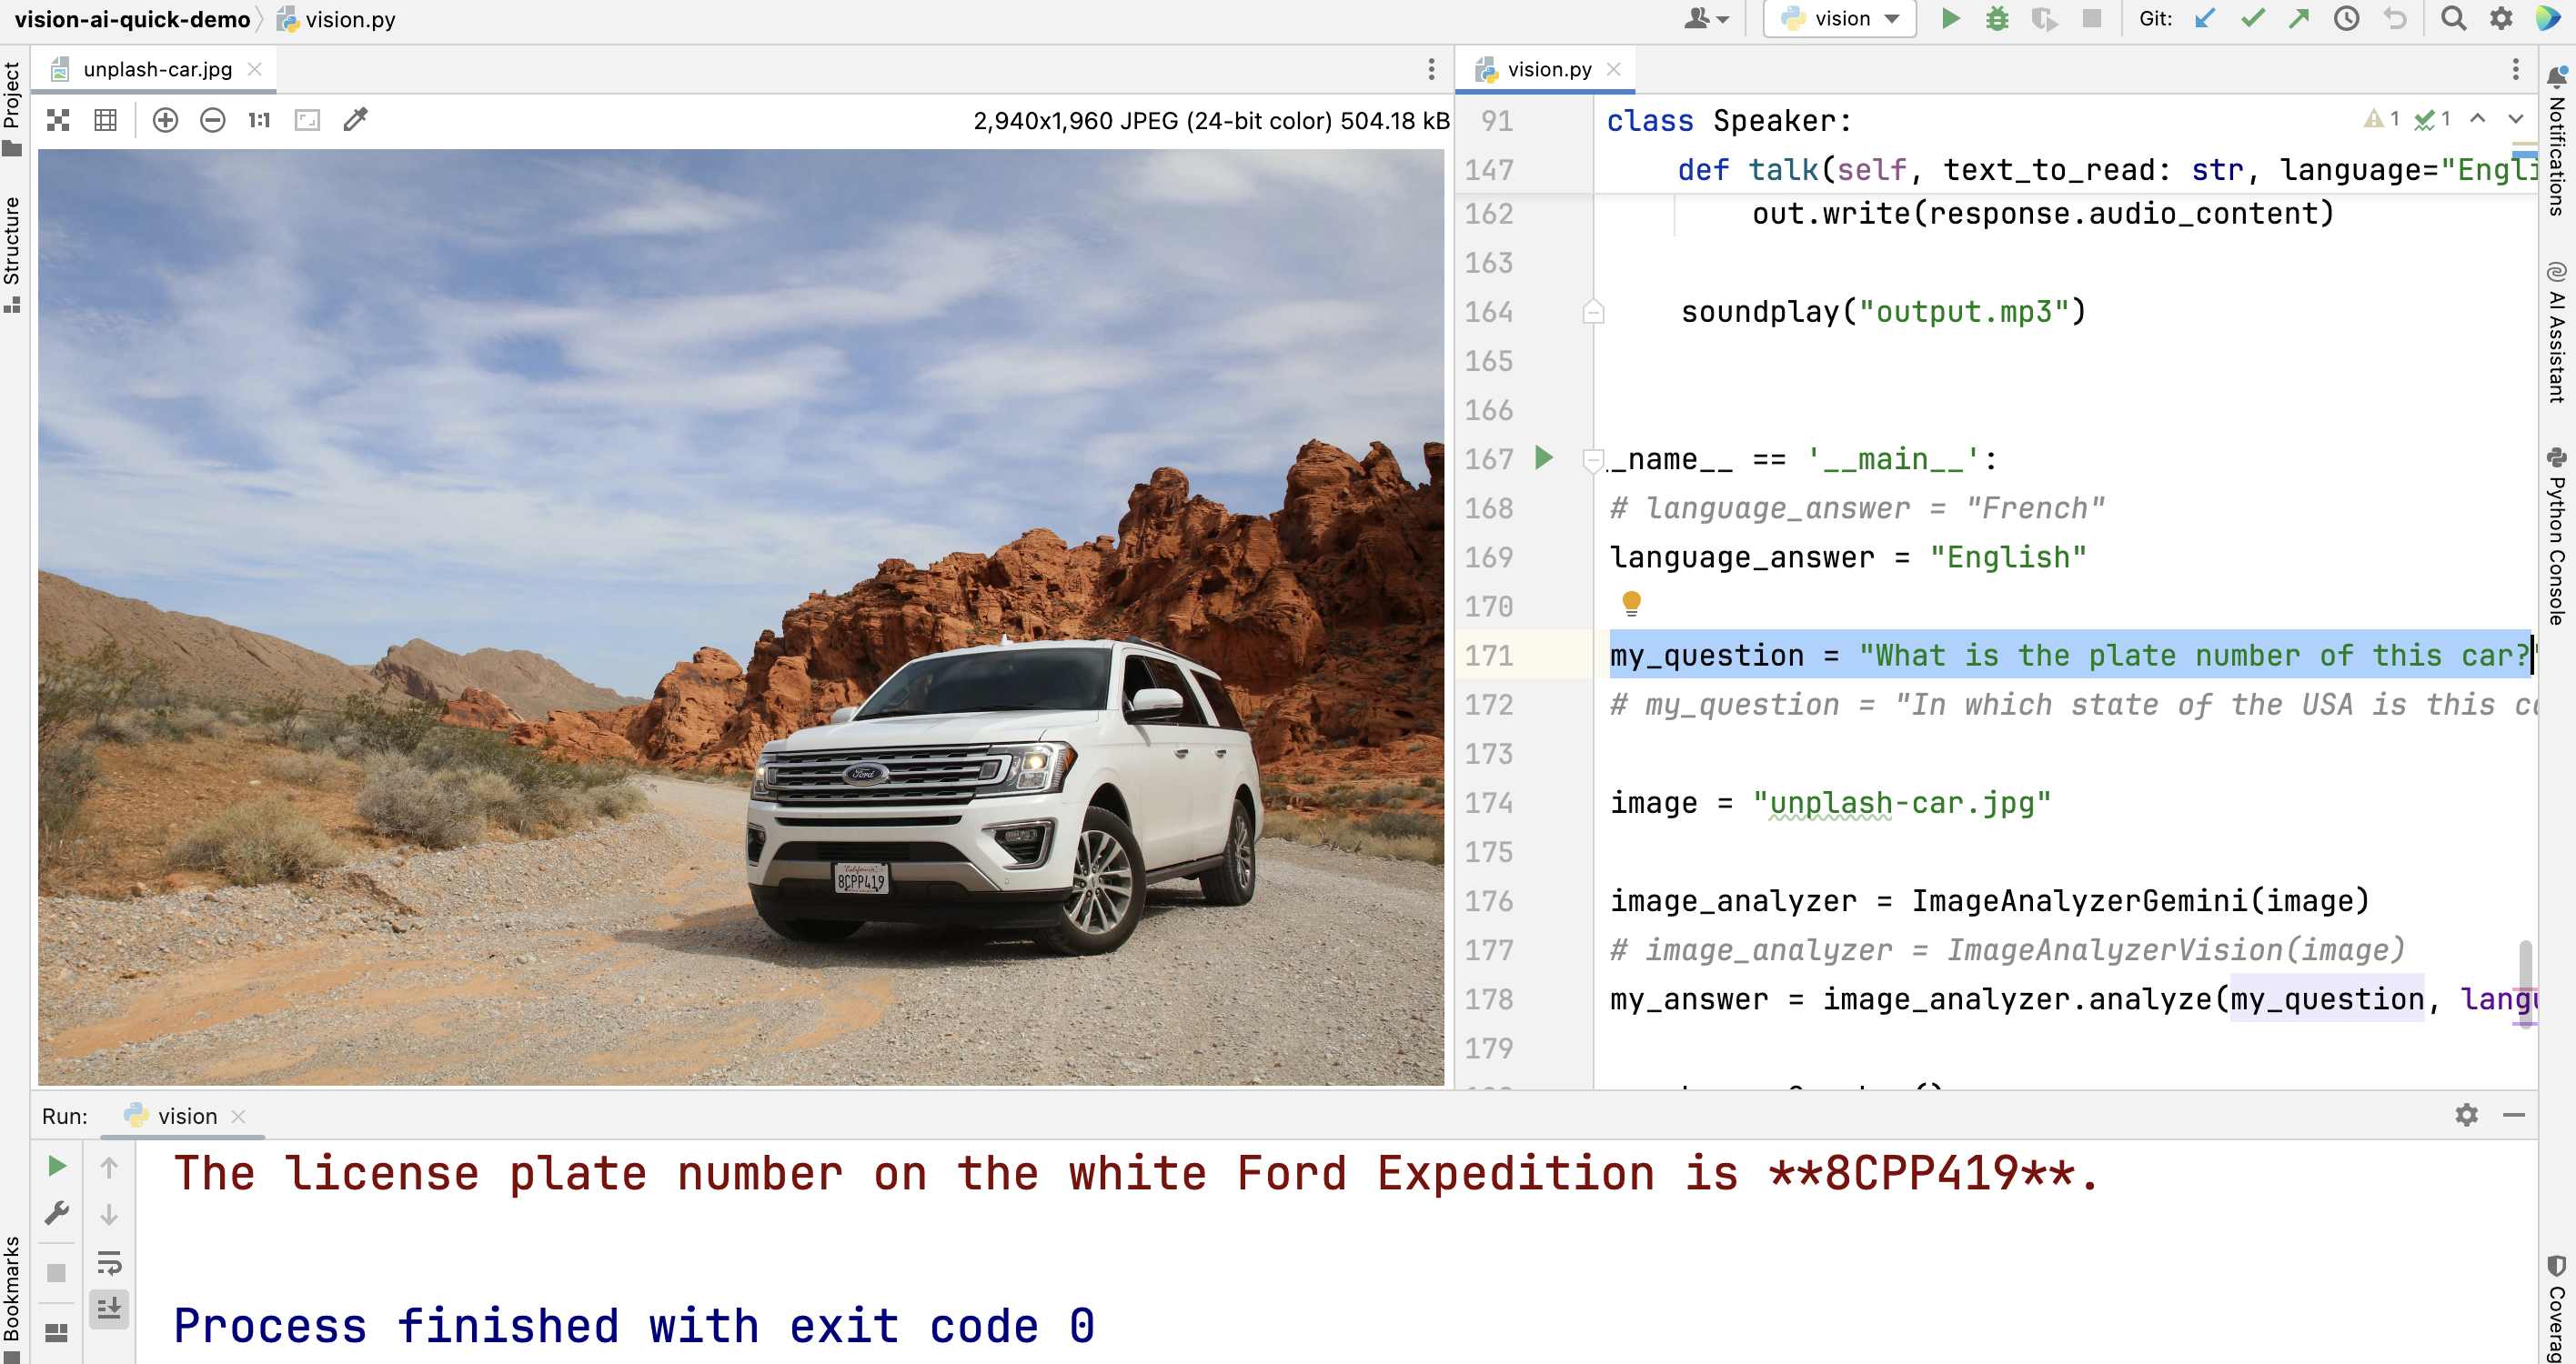 vision-ai-quick-demo vision.py
vision
Git:
Project
Structure
Bookmarks
unplash-car.jpg
2,940x1,960 JPEG (24-bit color) 504.18 kB
Ford
California
8CPP419
vision.py
1 1
91 class Speaker:
147 def talk(self, text_to_read: str, language="Engli
162 out.write(response.audio_content)
163
164 soundplay("output.mp3")
165
166
167 _name__ == '__main__':
168 # language_answer = "French"
169 language_answer = "English"
170
171 my_question = "What is the plate number of this car?"
172 # my_question = "In which state of the USA is this ca
173
174 image = "unplash-car.jpg"
175
176 image_analyzer = ImageAnalyzerGemini(image)
177 # image_analyzer = ImageAnalyzerVision(image)
178 my_answer = image_analyzer.analyze(my_question, langu
179
Notifications
AI Assistant
Python Console
Coverag
Run: vision
The license plate number on the white Ford Expedition is **8CPP419**.
Process finished with exit code 0